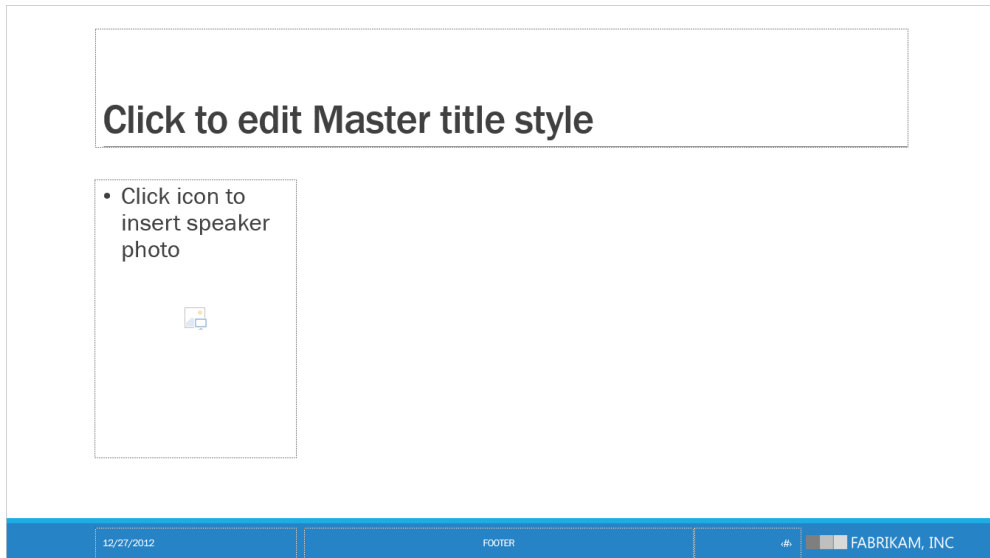 Click to edit Master title style
• Click icon to
insert speaker
photo
12/27/2012
FOOTER
‹#›
FABRIKAM, INC